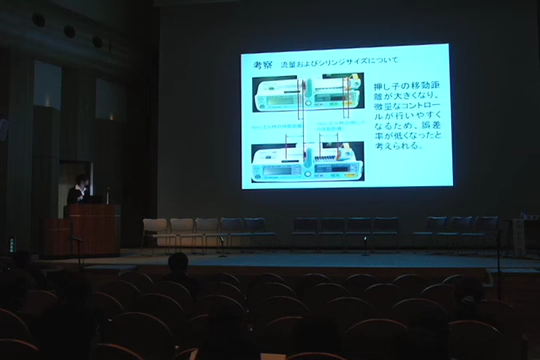 考察 流量およびシリンジサイズについて
押し子の移動距
離が大きくなり、
微量なコントロー
ルが行いやすく
なるため、誤差
率が低くなったと
考えられる。